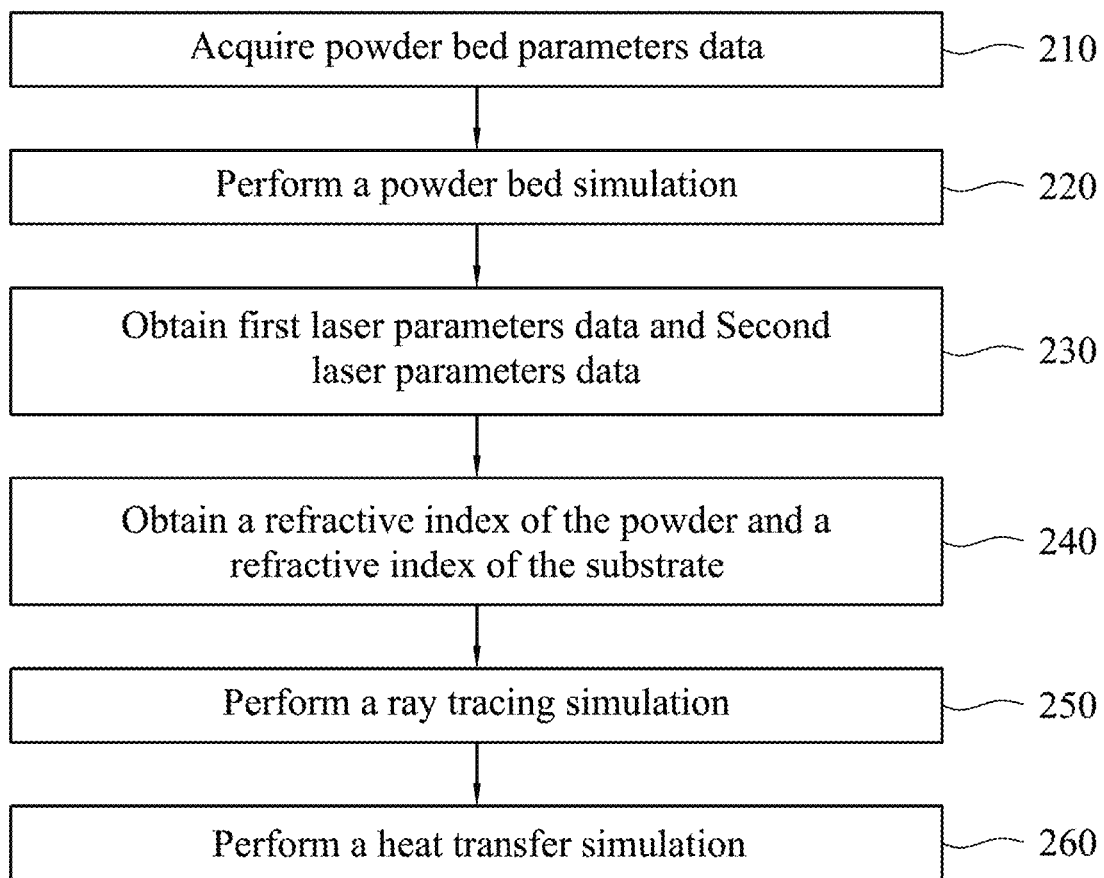 Acquire powder bed parameters data 210
Perform a powder bed simulation 220
Obtain first laser parameters data and Second
laser parameters data 230
Obtain a refractive index of the powder and a
refractive index of the substrate 240
Perform a ray tracing simulation 250
Perform a heat transfer simulation 260